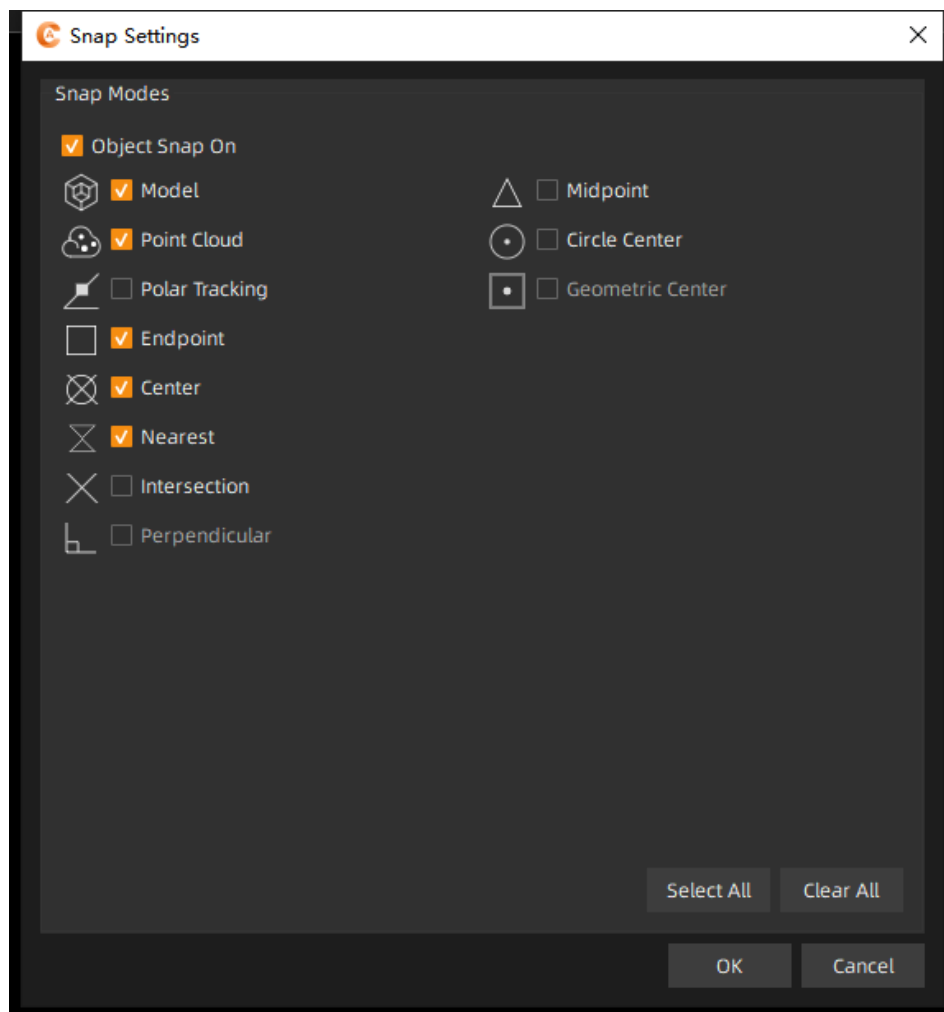 Snap Settings
Snap Modes
Object Snap On
Model
Midpoint
Point Cloud
Circle Center
Polar Tracking
Geometric Center
Endpoint
Center
Nearest
Intersection
Perpendicular
Select All
Clear All
OK
Cancel